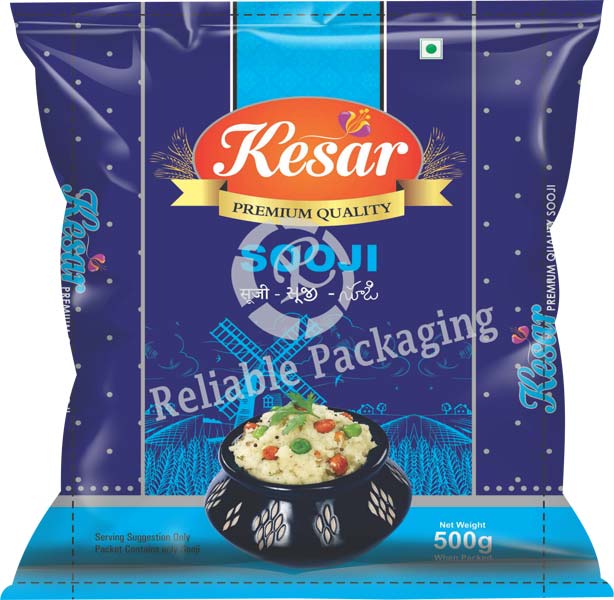 Kesar
PREMIUM QUALITY
SOOJI
सूजी - સૂજી - సూజి
R
Reliable Packaging
Serving Suggestion Only
Packet Contains only Sooji
Net Weight
500g
When Packed
Kesar
PREMIUM
Kesar
PREMIUM QUALITY SOOJI